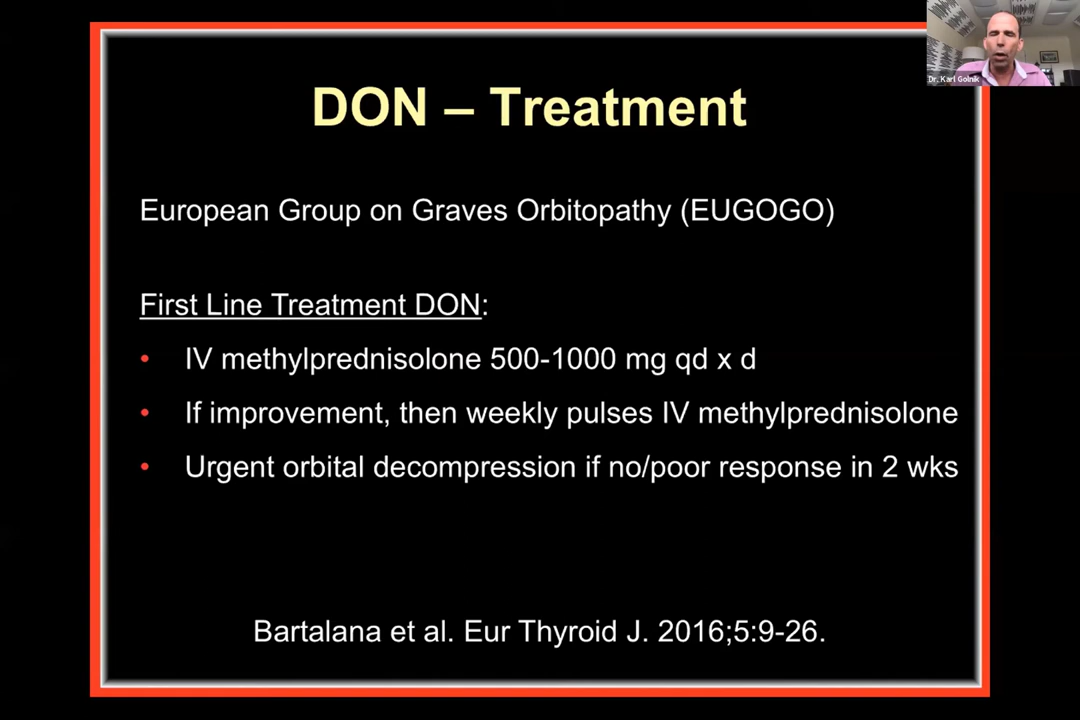 Dr. Karl Golnik
DON – Treatment
European Group on Graves Orbitopathy (EUGOGO)
First Line Treatment DON:
• IV methylprednisolone 500-1000 mg qd x d
• If improvement, then weekly pulses IV methylprednisolone
• Urgent orbital decompression if no/poor response in 2 wks
Bartalana et al. Eur Thyroid J. 2016;5:9-26.